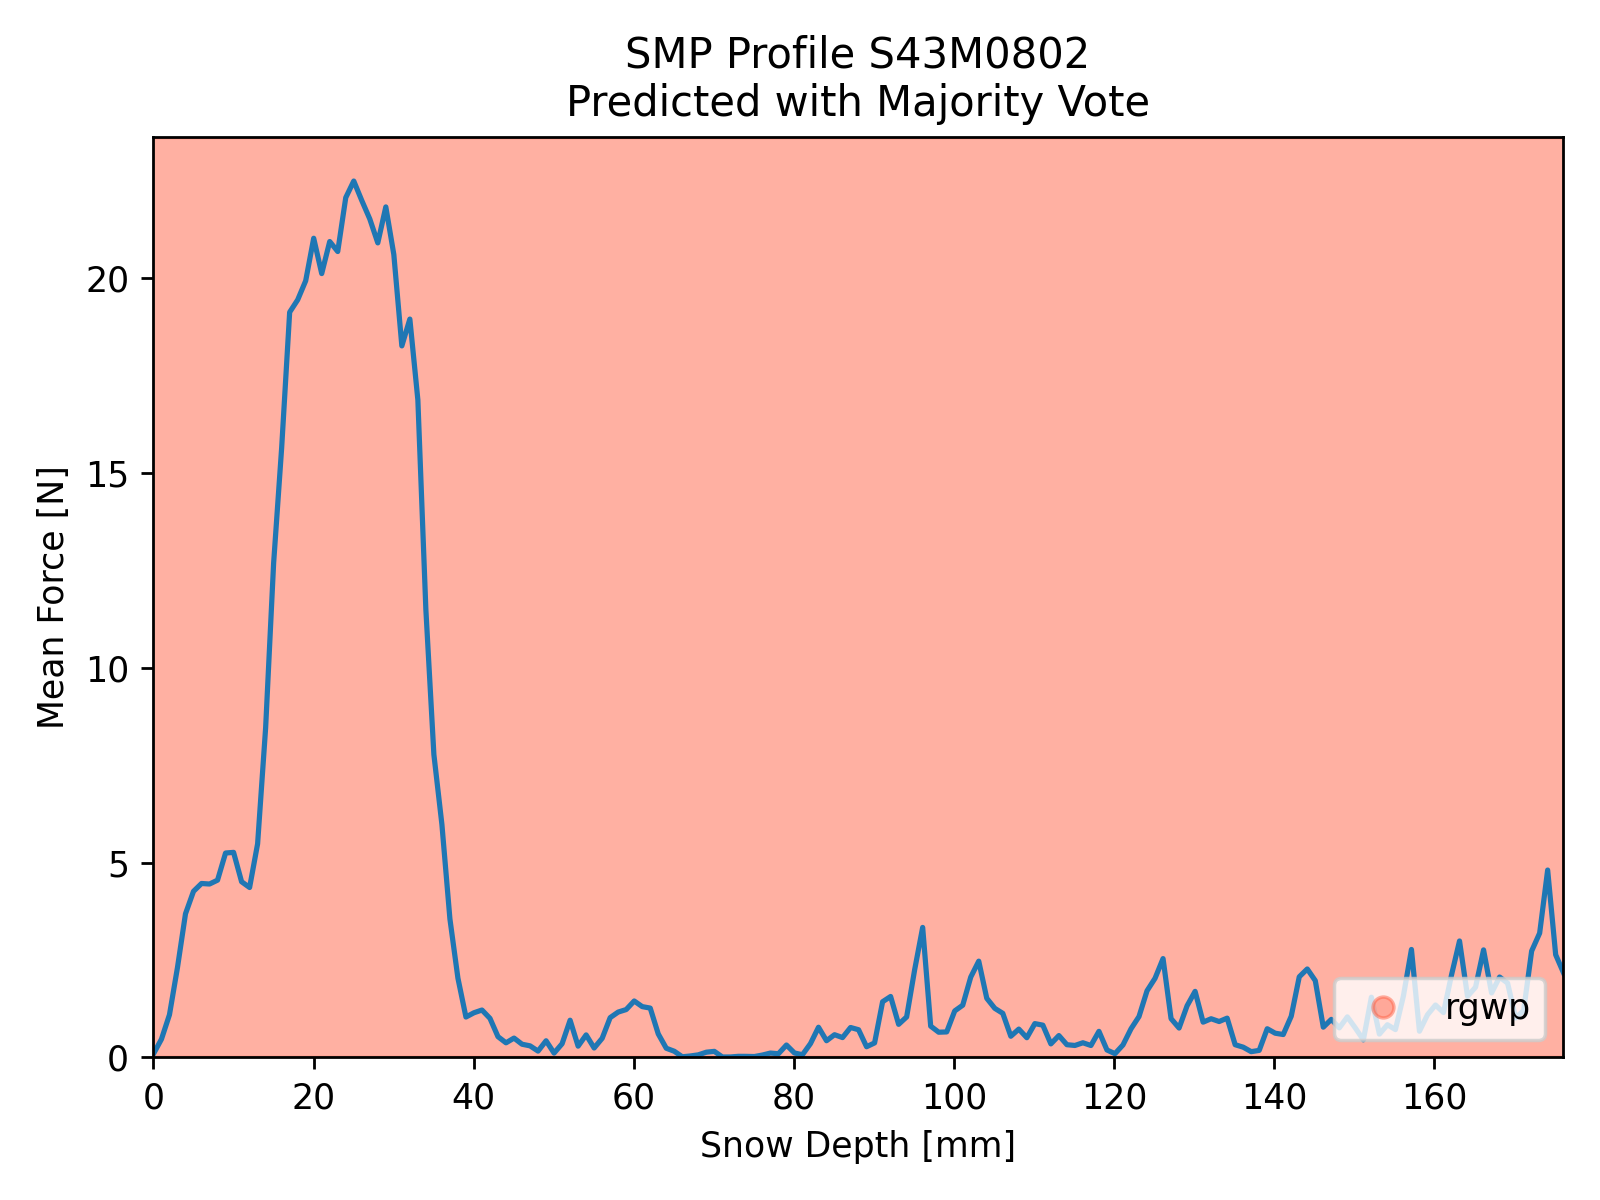 SMP Profile S43M0802
Predicted with Majority Vote
Mean Force [N]
20
15
10
5
0
0 20 40 60 80 100 120 140 160
Snow Depth [mm]
rgwp